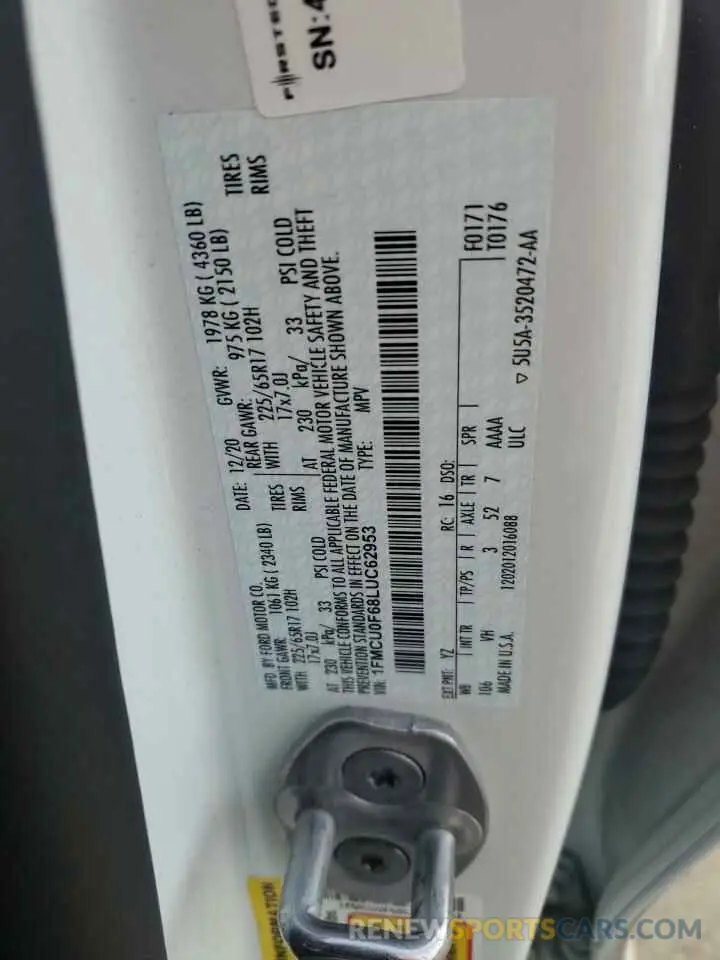 FIRSTECH
SN:4
MFD BY FORD MOTOR CO.
DATE: 12/20 GVWR: 1978 KG ( 4360 LB)
FRONT GAWR: 1061 KG ( 2340 LB) REAR GAWR: 975 KG ( 2150 LB)
WITH 225/65R17 102H TIRES WITH 225/65R17 102H TIRES
17x7.0J RIMS 17x7.0J RIMS
AT 230 kPa/ 33 PSI COLD AT 230 kPa/ 33 PSI COLD
THIS VEHICLE CONFORMS TO ALL APPLICABLE FEDERAL MOTOR VEHICLE SAFETY AND THEFT
PREVENTION STANDARDS IN EFFECT ON THE DATE OF MANUFACTURE SHOWN ABOVE.
VIN: 1FMCU0F68LUC62953 TYPE: MPV
EXT PNT: YZ RC: 16 DSO: F0171
WB INT TR TP/PS R AXLE TR SPR T0176
106 VH 3 52 7 AAAA
ULC
MADE IN U.S.A. 1202012016088 ▽ 5U5A-3520472-AA
INFORMATION
RENEWSPORTSCARS.COM